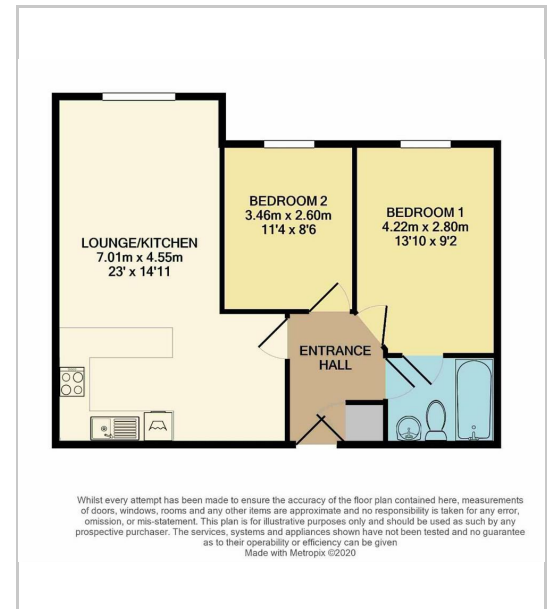 LOUNGE/KITCHEN
7.01m x 4.55m
23' x 14'11
BEDROOM 2
3.46m x 2.60m
11'4 x 8'6
BEDROOM 1
4.22m x 2.80m
13'10 x 9'2
ENTRANCE
HALL
Whilst every attempt has been made to ensure the accuracy of the floor plan contained here, measurements
of doors, windows, rooms and any other items are approximate and no responsibility is taken for any error,
omission, or mis-statement. This plan is for illustrative purposes only and should be used as such by any
prospective purchaser. The services, systems and appliances shown have not been tested and no guarantee
as to their operability or efficiency can be given
Made with Metropix ©2020